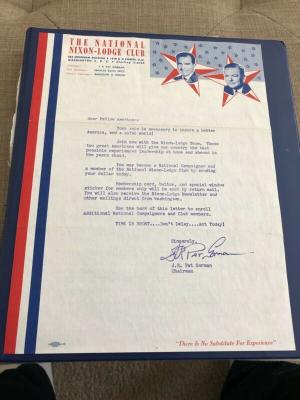 THE NATIONAL
NIXON-LODGE CLUB
Dear Fellow American:
Your vote is necessary to insure a better
America, and a safer world!
Join now with the Nixon-Lodge Team. These
two great Americans will give our country the best
possible experienced leadership at home and abroad in
the years ahead.
You may become a National Campaigner and
a member of the National Nixon-Lodge Club by sending
your dollar today.
Membership card, button, and special window
sticker for members only will be sent by return mail.
You will also receive the Nixon-Lodge Newsletter and
other mailings direct from Washington.
Use the back of this letter to enroll
Additional National Campaigners and Club members.
TIME IS SHORT....Don't Delay...Act Today!
Sincerely,
J.R. Pat Gorman
J.R. Pat Gorman
Chairman
"There Is No Substitute For Experience"